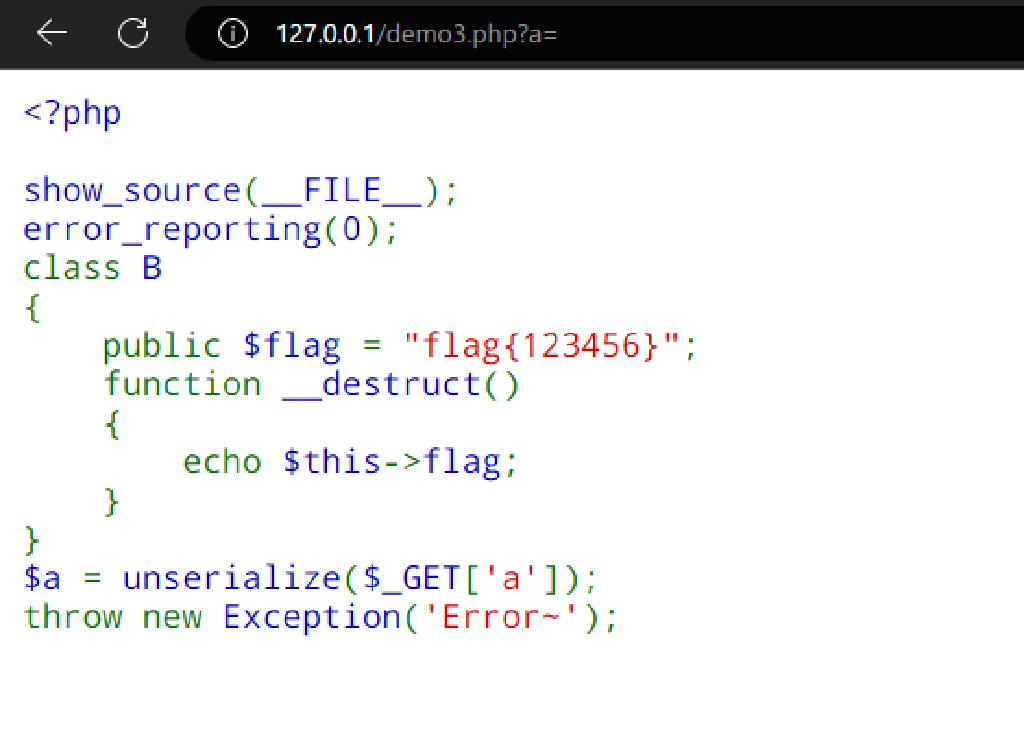 127.0.0.1/demo3.php?a=
<?php
show_source(__FILE__);
error_reporting(0);
class B
{
    public $flag = "flag{123456}";
    function __destruct()
    {
        echo $this->flag;
    }
}
$a = unserialize($_GET['a']);
throw new Exception('Error~');